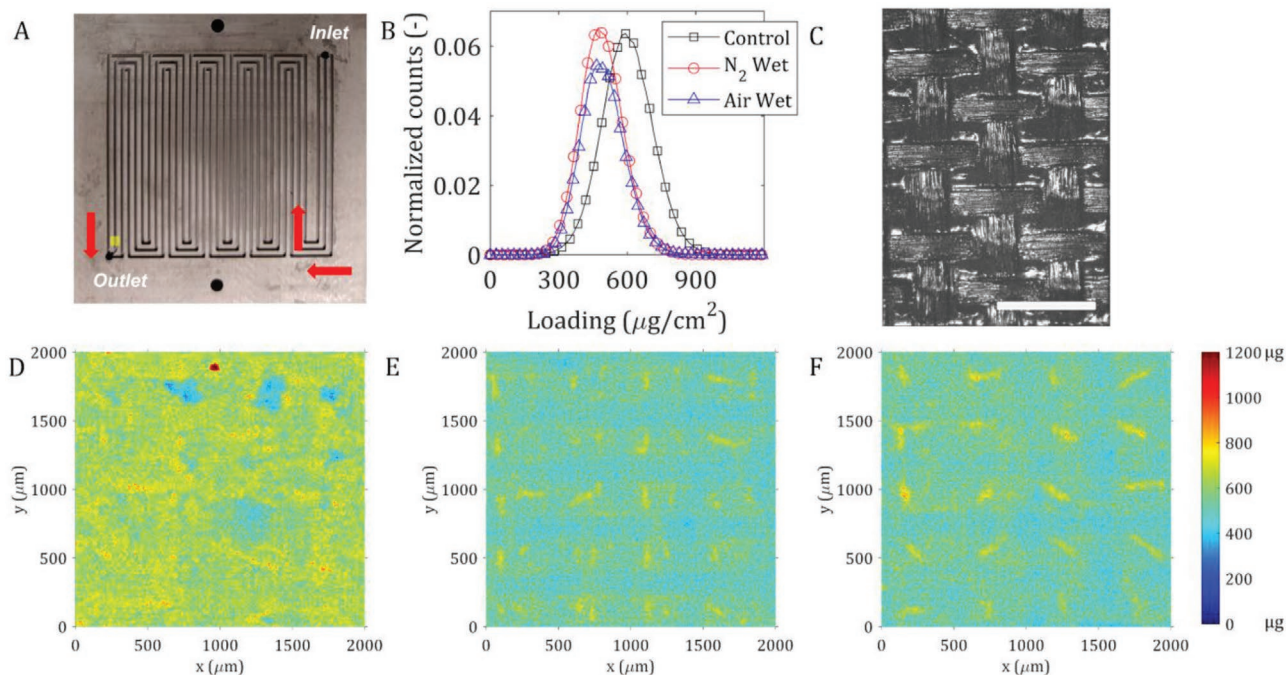 A
Inlet
Outlet
B
Normalized counts (-)
0.06
0.04
0.02
0
0
300
600
900
Loading (μg/cm²)
Control
N₂ Wet
Air Wet
C
D
2000
1500
1000
500
0
y (μm)
0
500
1000
1500
2000
x (μm)
E
2000
1500
1000
500
0
y (μm)
0
500
1000
1500
2000
x (μm)
F
2000
1500
1000
500
0
y (μm)
0
500
1000
1500
2000
x (μm)
1200 μg
1000
800
600
400
200
0 μg